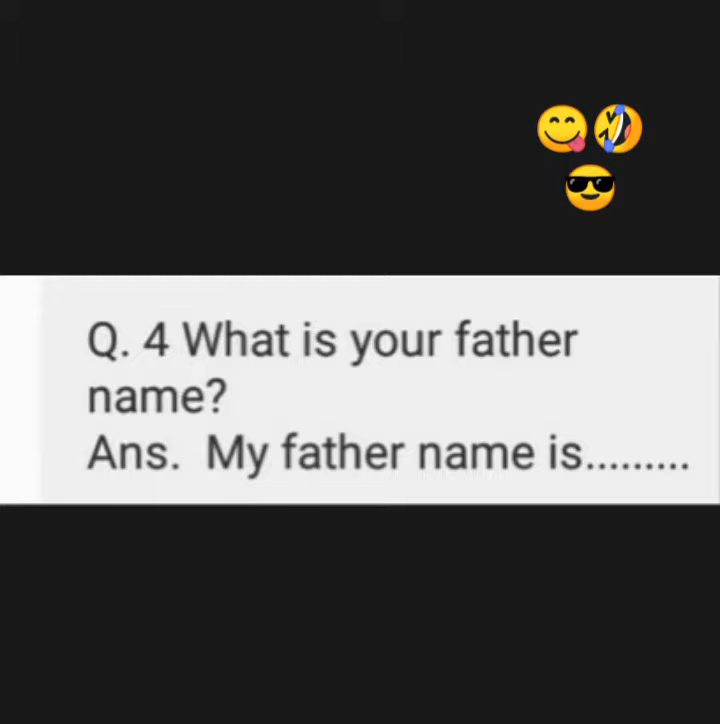 Q. 4 What is your father
name?
Ans.  My father name is.........